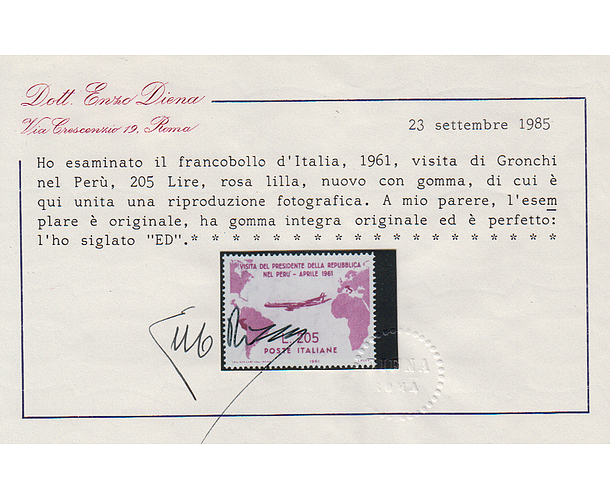 Dott. Enzo Diena
Via Crescenzio 19, Roma
23 settembre 1985
Ho esaminato il francobollo d'Italia, 1961, visita di Gronchi
nel Perù, 205 Lire, rosa lilla, nuovo con gomma, di cui è
qui unita una riproduzione fotografica. A mio parere, l'esem
plare è originale, ha gomma integra originale ed è perfetto:
l'ho siglato "ED".* * * * * * * * * * * * * * * * * * *
VISITA DEL PRESIDENTE DELLA REPUBBLICA
NEL PERU' - APRILE 1961
L. 205
POSTE ITALIANE
1961